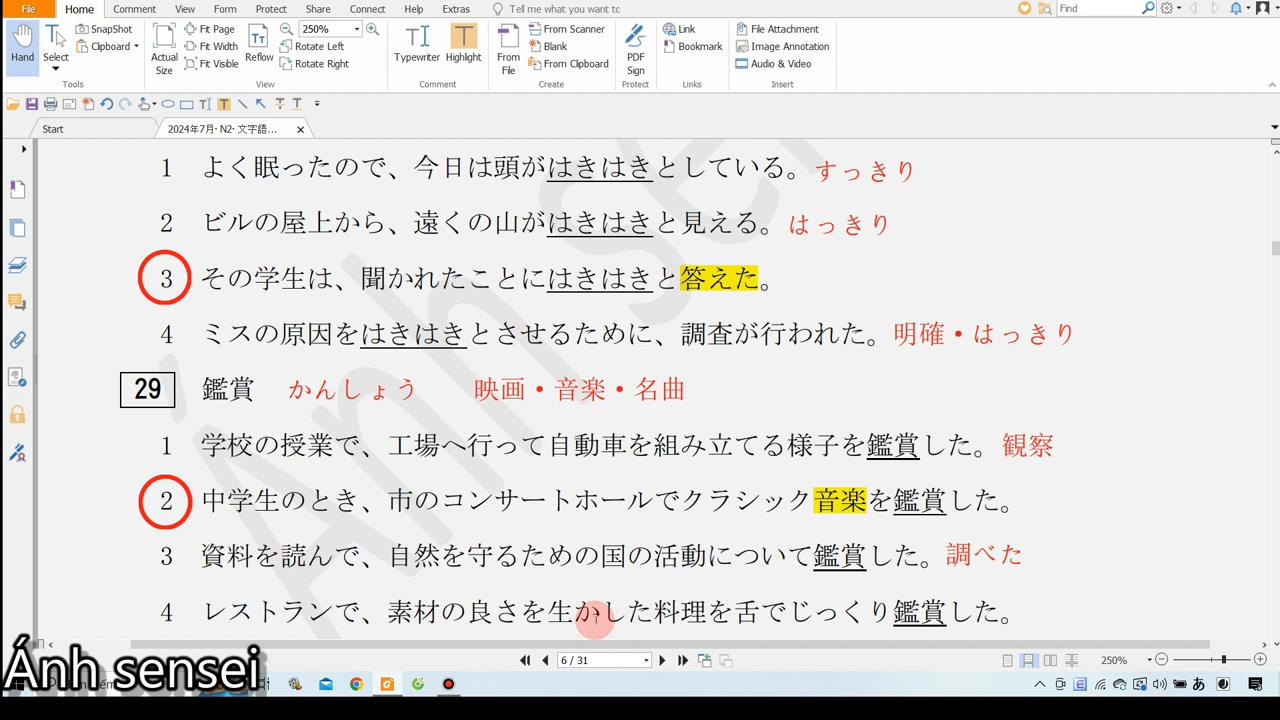 File Home Comment View Form Protect Share Connect Help Extras Tell me what you want to Find
SnapShot Fit Page 250% From Scanner Link File Attachment
Hand Select Clipboard Actual Size Fit Width Fit Visible Reflow Rotate Left Rotate Right Typewriter Highlight From File Blank From Clipboard PDF Sign Bookmark Image Annotation Audio & Video
Tools View Comment Create Protect Links Insert
Start 2024年7月· N2· 文字語...
1 よく眠ったので、今日は頭がはきはきとしている。すっきり
2 ビルの屋上から、遠くの山がはきはきと見える。はっきり
3 その学生は、聞かれたことにはきはきと答えた。
4 ミスの原因をはきはきとさせるために、調査が行われた。明確・はっきり
29 鑑賞 かんしょう 映画・音楽・名曲
1 学校の授業で、工場へ行って自動車を組み立てる様子を鑑賞した。観察
2 中学生のとき、市のコンサートホールでクラシック音楽を鑑賞した。
3 資料を読んで、自然を守るための国の活動について鑑賞した。調べた
4 レストランで、素材の良さを生かした料理を舌でじっくり鑑賞した。
6 / 31 250%
Ánh sensei